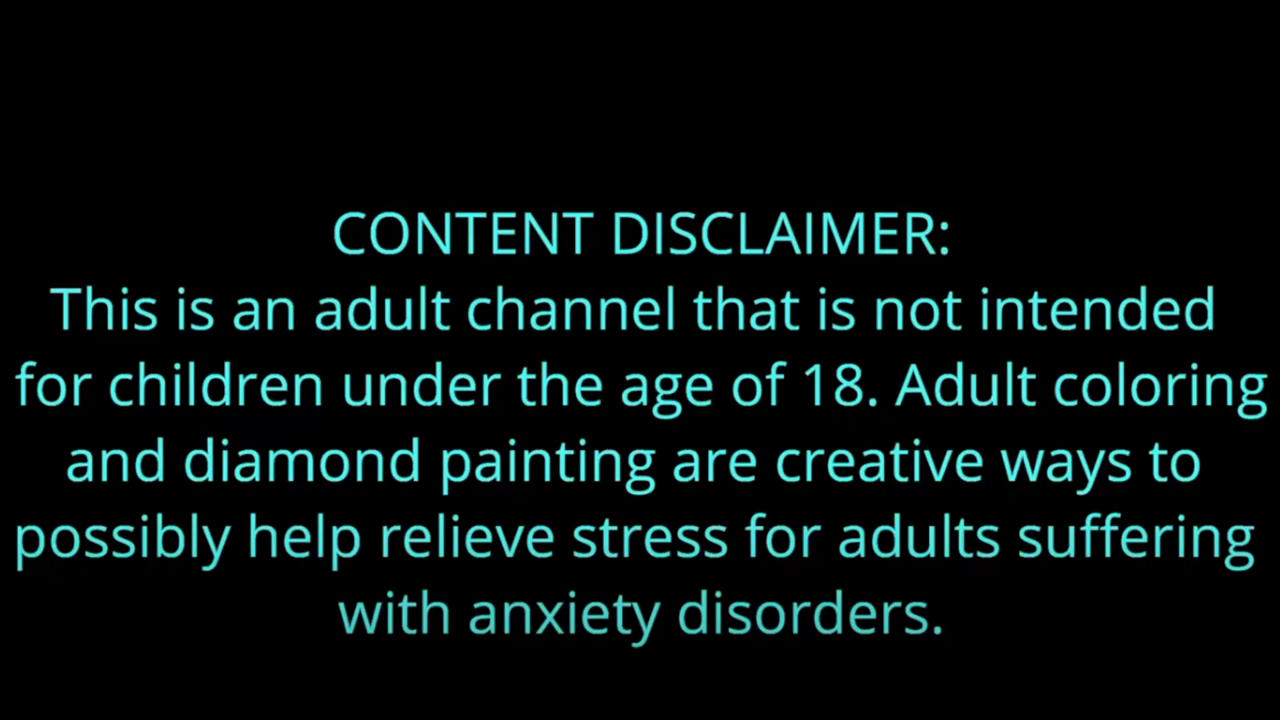 CONTENT DISCLAIMER:
This is an adult channel that is not intended
for children under the age of 18. Adult coloring
and diamond painting are creative ways to
possibly help relieve stress for adults suffering
with anxiety disorders.